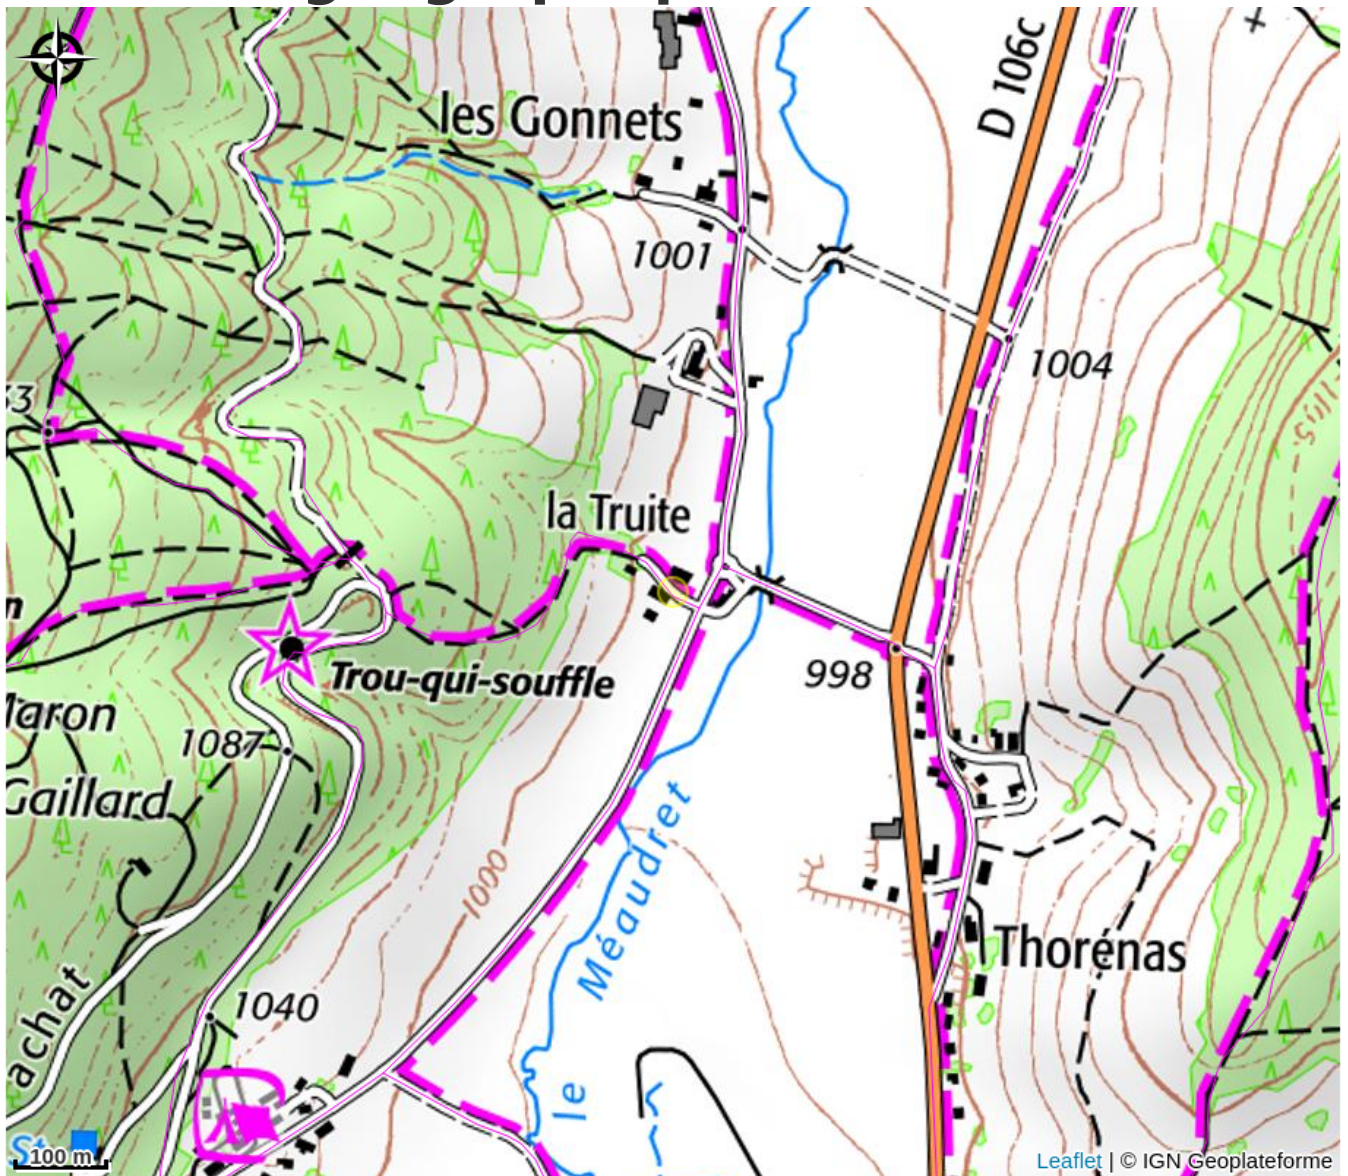 les Gonnets
D 106c
1001
1004
la Truite
998
Trou-qui-souffle
1087
Gaillard
1000
le Méaudret
Thorénas
1040
100 m
Leaflet | © IGN Geoplateforme